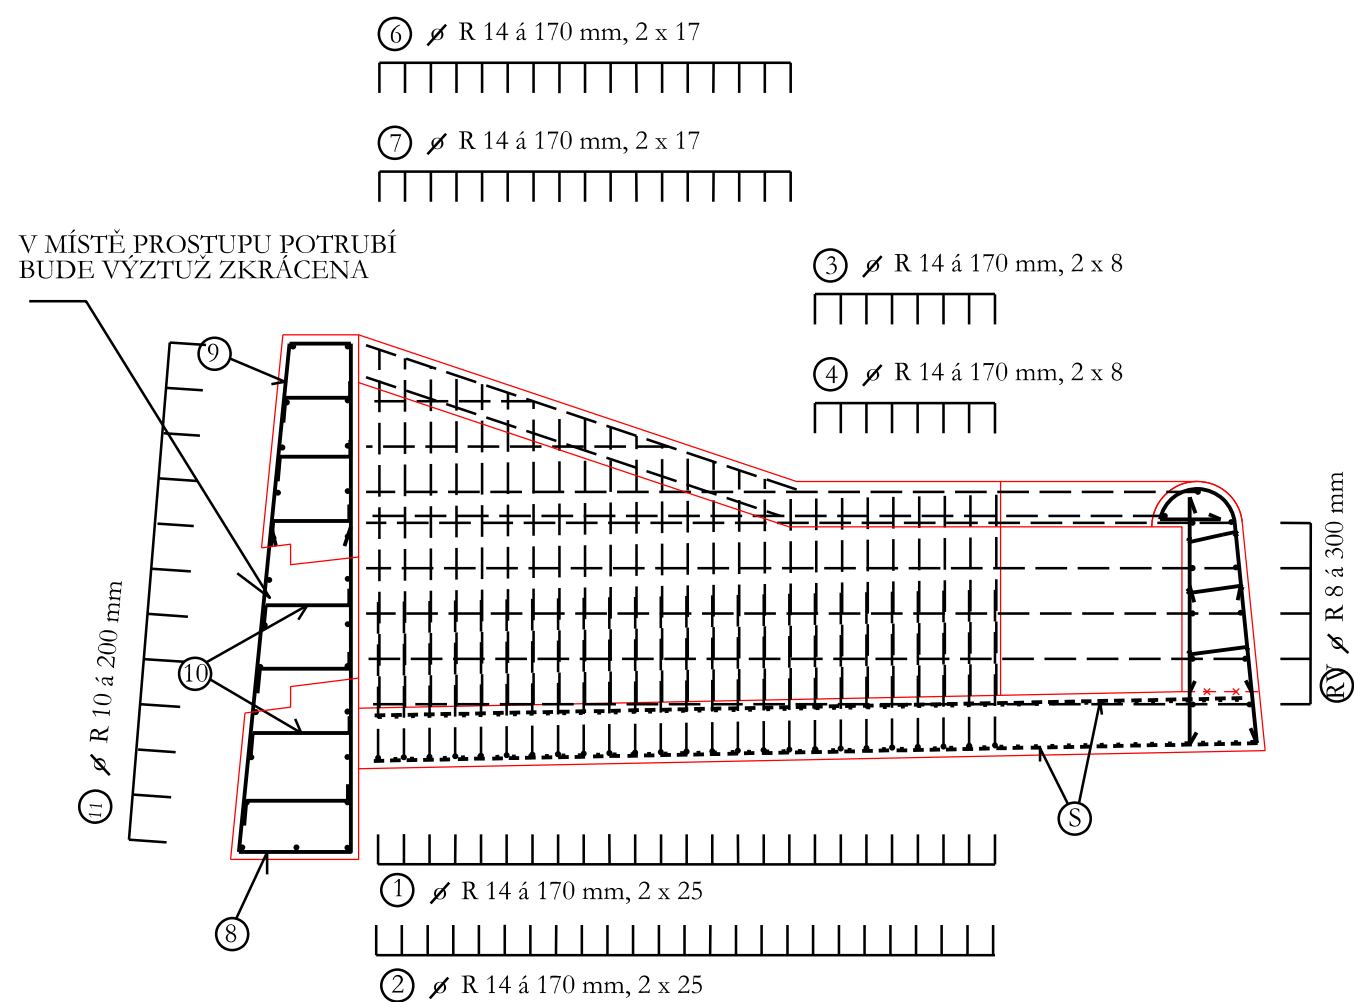 6 ø R 14 á 170 mm, 2 x 17
7 ø R 14 á 170 mm, 2 x 17
V MÍSTĚ PROSTUPU POTRUBÍ
BUDE VÝZTUŽ ZKRÁCENA
3 ø R 14 á 170 mm, 2 x 8
4 ø R 14 á 170 mm, 2 x 8
9
10
11 ø R 10 á 200 mm
RV ø R 8 á 300 mm
S
8
1 ø R 14 á 170 mm, 2 x 25
2 ø R 14 á 170 mm, 2 x 25